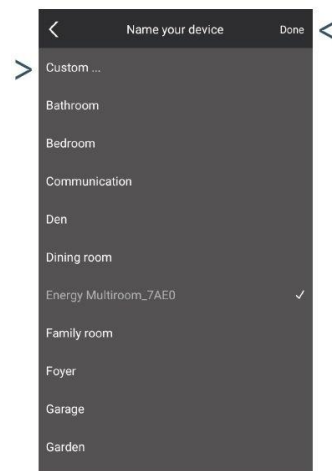 Name your device Done
Custom ...
Bathroom
Bedroom
Communication
Den
Dining room
Energy Multiroom_7AE0
Family room
Foyer
Garage
Garden